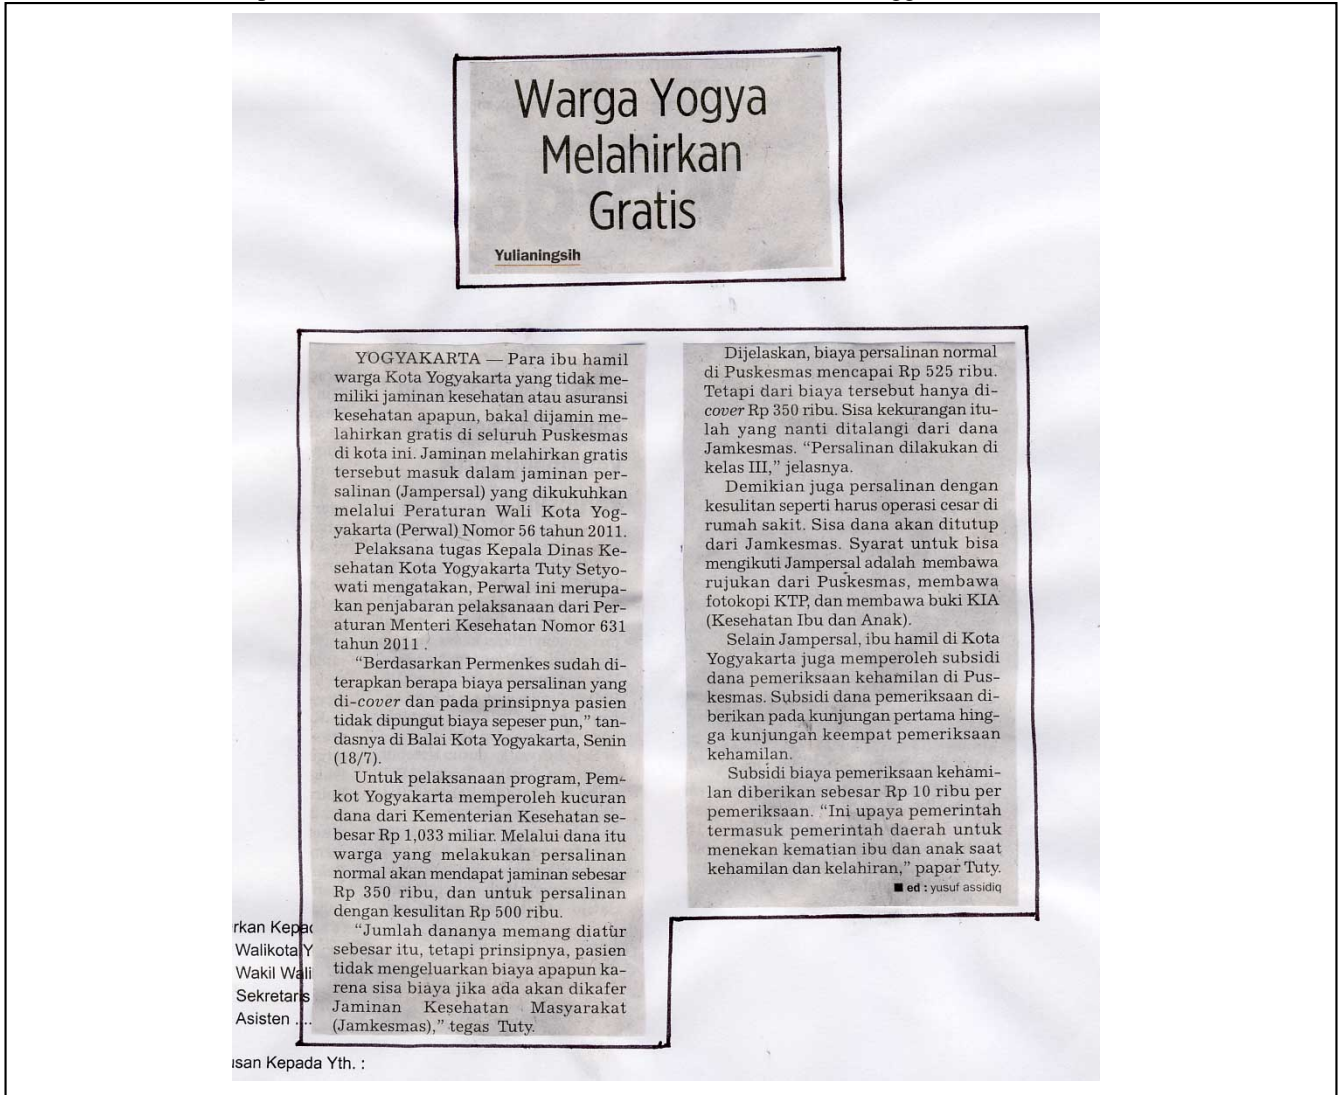 Warga Yogya
Melahirkan
Gratis
Yulianingsih
YOGYAKARTA — Para ibu hamil
warga Kota Yogyakarta yang tidak me-
miliki jaminan kesehatan atau asuransi
kesehatan apapun, bakal dijamin me-
lahirkan gratis di seluruh Puskesmas
di kota ini. Jaminan melahirkan gratis
tersebut masuk dalam jaminan per-
salinan (Jampersal) yang dikukuhkan
melalui Peraturan Wali Kota Yog-
yakarta (Perwal) Nomor 56 tahun 2011.
Pelaksana tugas Kepala Dinas Ke-
sehatan Kota Yogyakarta Tuty Setyo-
wati mengatakan, Perwal ini merupa-
kan penjabaran pelaksanaan dari Per-
aturan Menteri Kesehatan Nomor 631
tahun 2011 .
“Berdasarkan Permenkes sudah di-
terapkan berapa biaya persalinan yang
di-cover dan pada prinsipnya pasien
tidak dipungut biaya sepeser pun,” tan-
dasnya di Balai Kota Yogyakarta, Senin
(18/7).
Untuk pelaksanaan program, Pem-
kot Yogyakarta memperoleh kucuran
dana dari Kementerian Kesehatan se-
besar Rp 1,033 miliar. Melalui dana itu
warga yang melakukan persalinan
normal akan mendapat jaminan sebesar
Rp 350 ribu, dan untuk persalinan
dengan kesulitan Rp 500 ribu.
“Jumlah dananya memang diatur
sebesar itu, tetapi prinsipnya, pasien
tidak mengeluarkan biaya apapun ka-
rena sisa biaya jika ada akan dikafer
Jaminan Kesehatan Masyarakat
(Jamkesmas),” tegas Tuty.
Dijelaskan, biaya persalinan normal
di Puskesmas mencapai Rp 525 ribu.
Tetapi dari biaya tersebut hanya di-
cover Rp 350 ribu. Sisa kekurangan itu-
lah yang nanti ditalangi dari dana
Jamkesmas. “Persalinan dilakukan di
kelas III,” jelasnya.
Demikian juga persalinan dengan
kesulitan seperti harus operasi cesar di
rumah sakit. Sisa dana akan ditutup
dari Jamkesmas. Syarat untuk bisa
mengikuti Jampersal adalah membawa
rujukan dari Puskesmas, membawa
fotokopi KTP, dan membawa buki KIA
(Kesehatan Ibu dan Anak).
Selain Jampersal, ibu hamil di Kota
Yogyakarta juga memperoleh subsidi
dana pemeriksaan kehamilan di Pus-
kesmas. Subsidi dana pemeriksaan di-
berikan pada kunjungan pertama hing-
ga kunjungan keempat pemeriksaan
kehamilan.
Subsidi biaya pemeriksaan kehami-
lan diberikan sebesar Rp 10 ribu per
pemeriksaan. “Ini upaya pemerintah
termasuk pemerintah daerah untuk
menekan kematian ibu dan anak saat
kehamilan dan kelahiran,” papar Tuty.
■ ed : yusuf assidiq
rkan Kepad
Walikota Y
Wakil Wali
Sekretaris
Asisten ....
usan Kepada Yth. :